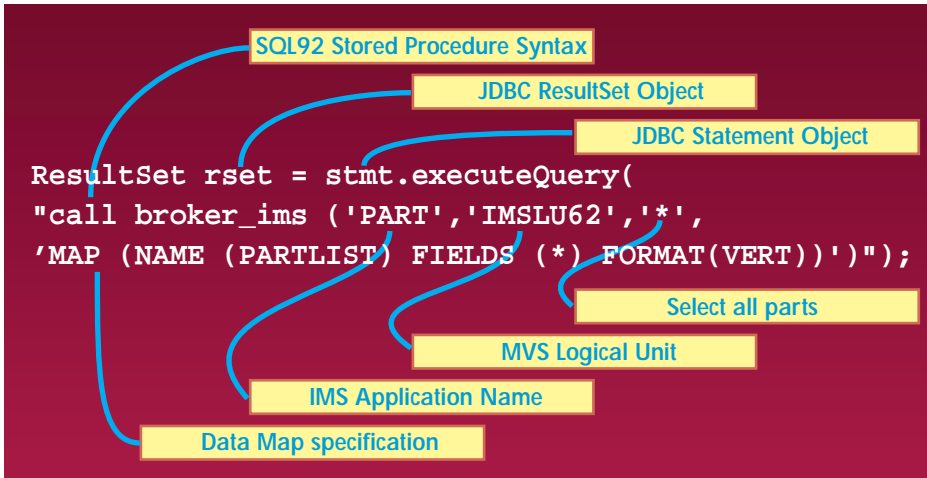 SQL92 Stored Procedure Syntax
JDBC ResultSet Object
JDBC Statement Object
ResultSet rset = stmt.executeQuery(
"call broker_ims ('PART','IMSLU62','*',
’MAP (NAME (PARTLIST) FIELDS (*) FORMAT(VERT))')");
Select all parts
MVS Logical Unit
IMS Application Name
Data Map specification